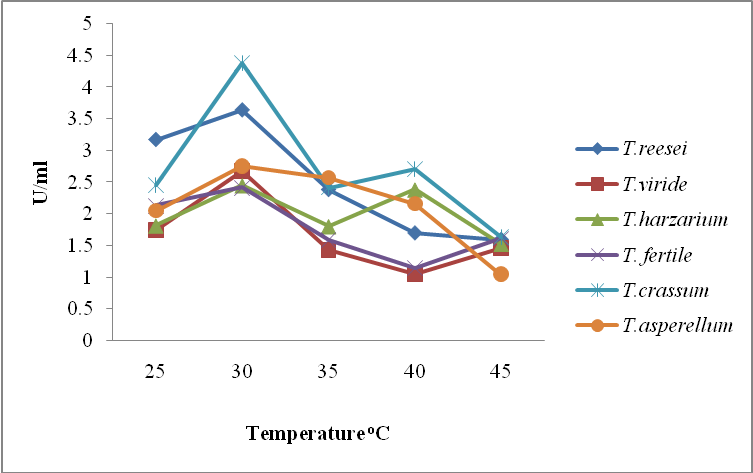 5
4.5
4
3.5
3
2.5
2
1.5
1
0.5
0
U/ml
25 30 35 40 45
Temperature°C
T.reesei
T.viride
T.harzarium
T. fertile
T.crassum
T.asperellum